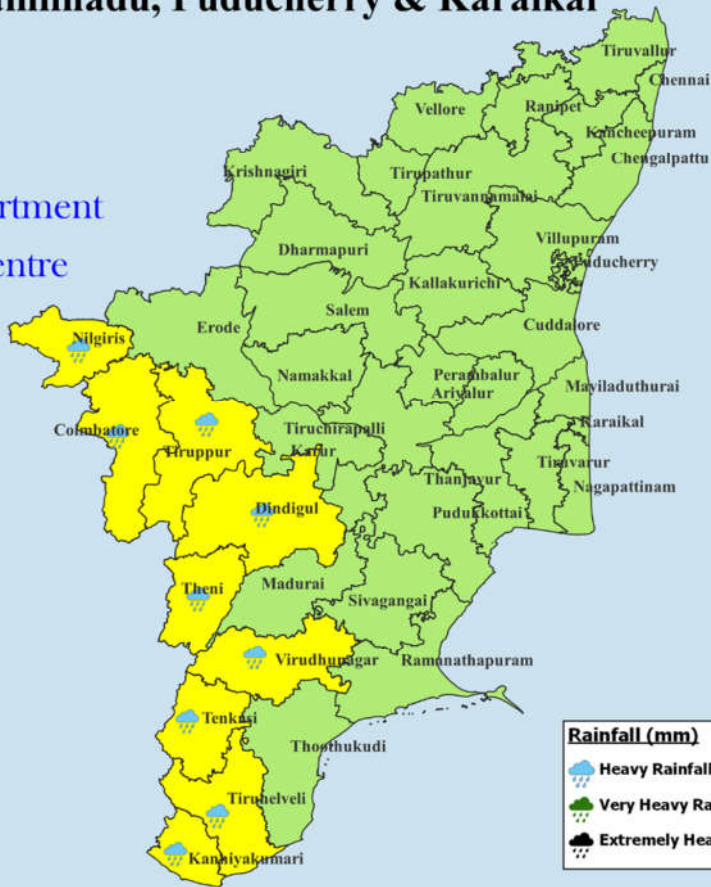 Puducherry & Karaikal
Tiruvallur
Chennai
Vellore
Ranipet
Kancheepuram
Chengalpattu
Krishnagiri
Tirupathur
Tiruvannamalai
rtment
entre
Dharmapuri
Villupuram
Puducherry
Kallakurichi
Salem
Erode
Cuddalore
Nilgiris
Namakkal
Perambalur
Ariyalur
Mayiladuthurai
Coimbatore
Tiruchirapalli
Karaikal
Tiruppur
Karur
Tiruvarur
Thanjavur
Nagapattinam
Dindigul
Pudukkottai
Theni
Madurai
Sivagangai
Virudhunagar
Ramanathapuram
Tenkasi
Thoothukudi
Rainfall (mm)
Heavy Rainfall
Very Heavy Ra
Extremely Hea
Tirunelveli
Kanniyakumari